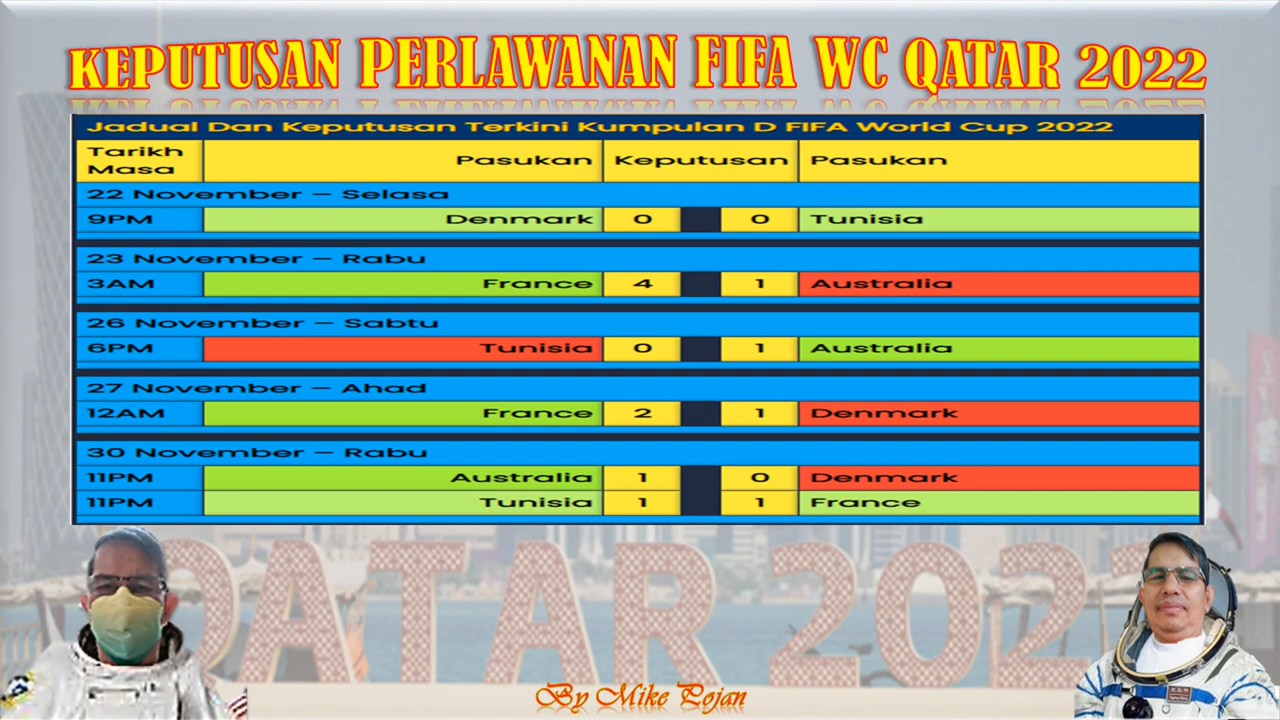 KEPUTUSAN PERLAWANAN FIFA WC QATAR 2022
Jadual Dan Keputusan Terkini Kumpulan D FIFA World Cup 2022
Tarikh Masa Pasukan Keputusan Pasukan
22 November – Selasa
9PM Denmark 0 0 Tunisia
23 November – Rabu
3AM France 4 1 Australia
26 November – Sabtu
6PM Tunisia 0 1 Australia
27 November – Ahad
12AM France 2 1 Denmark
30 November – Rabu
11PM Australia 1 0 Denmark
11PM Tunisia 1 1 France
QATAR 202
By Mike Pojan